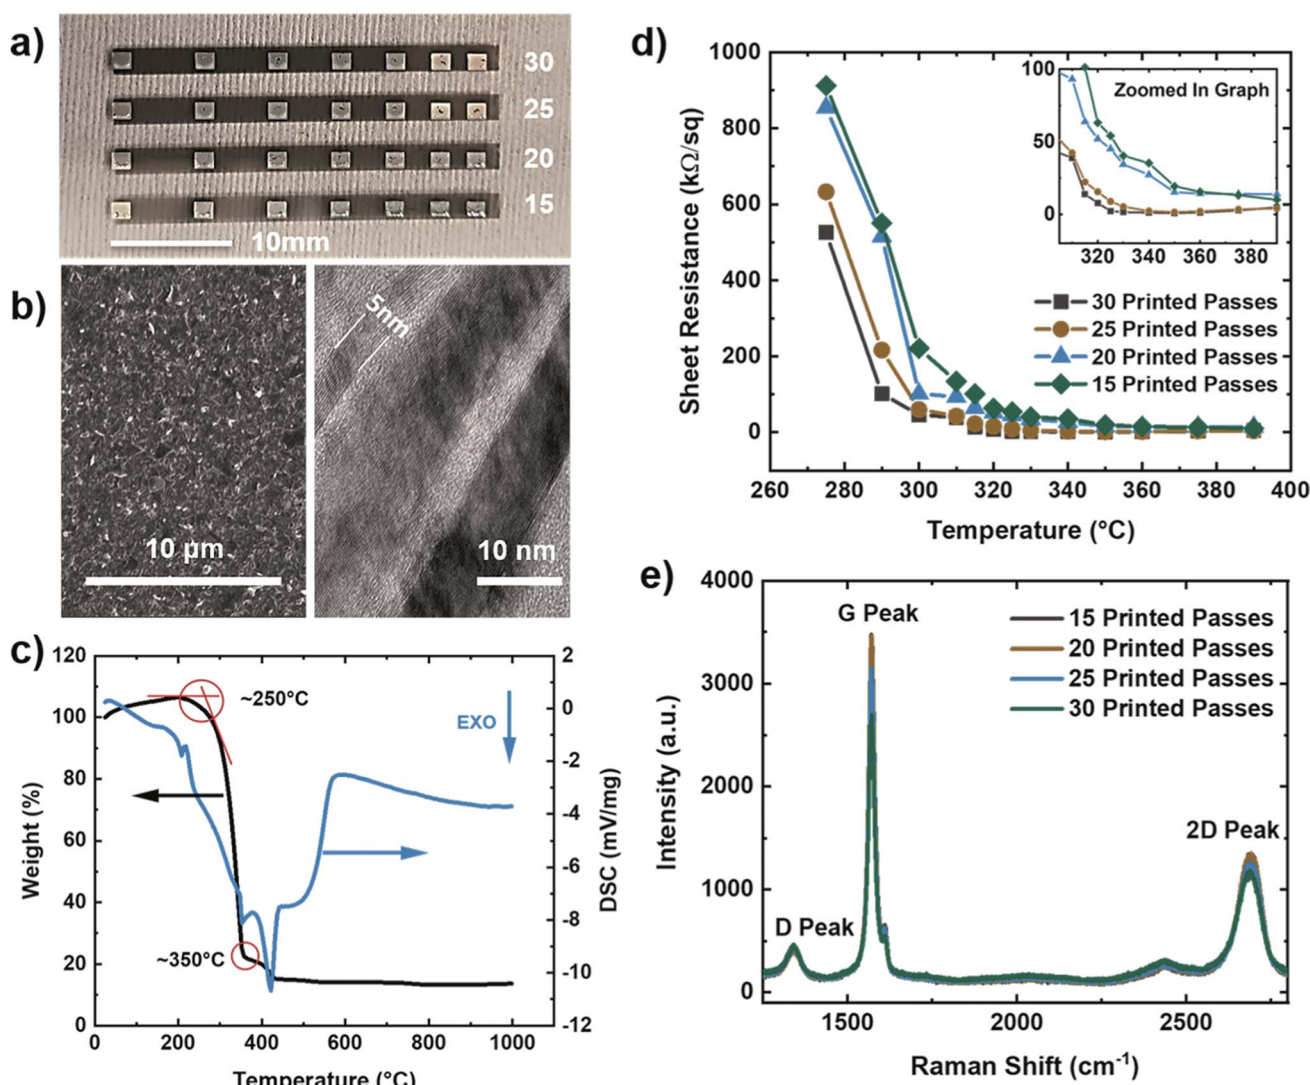 a)
30
25
20
15
10mm
b)
5nm
10 µm
10 nm
c)
120
100
80
60
40
20
0
Weight (%)
~250°C
~350°C
EXO
2
0
-2
-4
-6
-8
-10
-12
DSC (mV/mg)
0 200 400 600 800 1000
Temperature (°C)
d)
1000
800
600
400
200
0
Sheet Resistance (kΩ/sq)
100
50
0
Zoomed In Graph
320 340 360 380
30 Printed Passes
25 Printed Passes
20 Printed Passes
15 Printed Passes
260 280 300 320 340 360 380 400
Temperature (°C)
e)
4000
3000
2000
1000
0
Intensity (a.u.)
G Peak
15 Printed Passes
20 Printed Passes
25 Printed Passes
30 Printed Passes
2D Peak
D Peak
1500 2000 2500
Raman Shift (cm⁻¹)